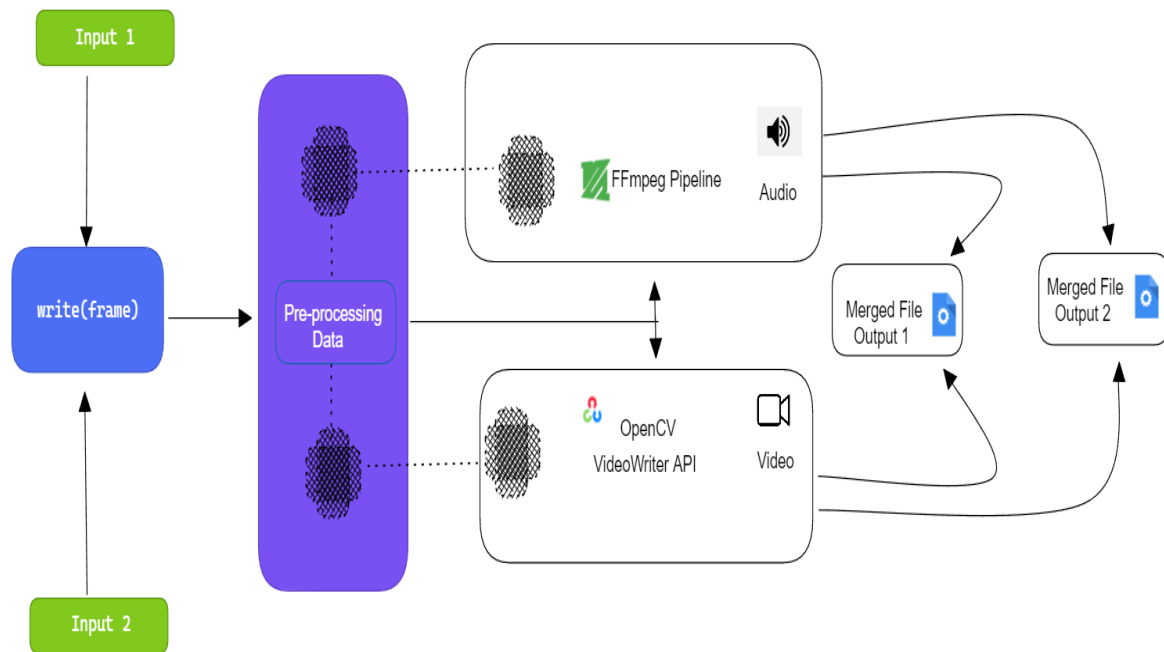 Input 1
write(frame)
Input 2
Pre-processing
Data
FFmpeg Pipeline
Audio
OpenCV
VideoWriter API
Video
Merged File
Output 1
Merged File
Output 2